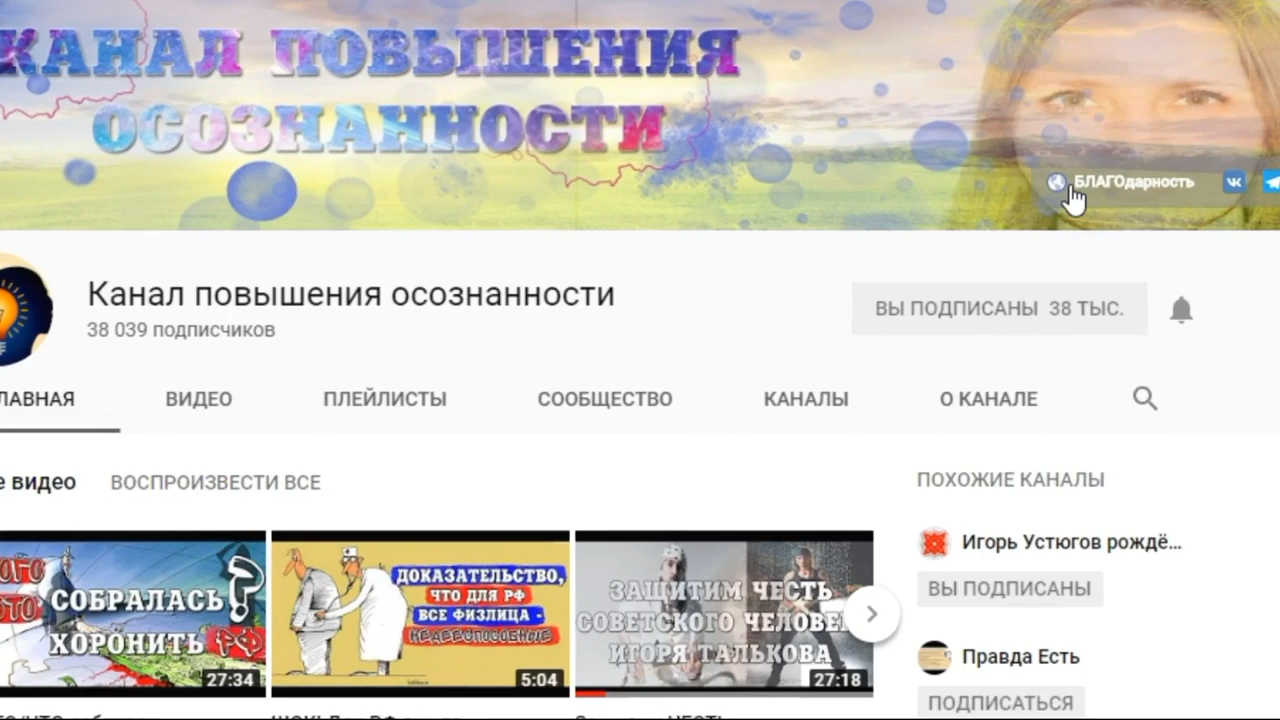 КАНАЛ ПОВЫШЕНИЯ
ОСОЗНАННОСТИ
БЛАГОдарность
Канал повышения осознанности
38 039 подписчиков
ВЫ ПОДПИСАНЫ 38 ТЫС.
ЛАВНАЯ
ВИДЕО
ПЛЕЙЛИСТЫ
СООБЩЕСТВО
КАНАЛЫ
О КАНАЛЕ
е видео
ВОСПРОИЗВЕСТИ ВСЕ
СОБРАЛАСЬ
?
ХОРОНИТЬ РФ
27:34
ДОКАЗАТЕЛЬСТВО,
ЧТО ДЛЯ РФ
ВСЕ ФИЗЛИЦА -
НЕДЕЕСПОСОБНЫЕ
5:04
ЗАЩИТИМ ЧЕСТЬ
СОВЕТСКОГО ЧЕЛОВЕ
ИГОРЯ ТАЛЬКОВА
27:18
ПОХОЖИЕ КАНАЛЫ
Игорь Устюгов рождё...
ВЫ ПОДПИСАНЫ
Правда Есть
ПОДПИСАТЬСЯ